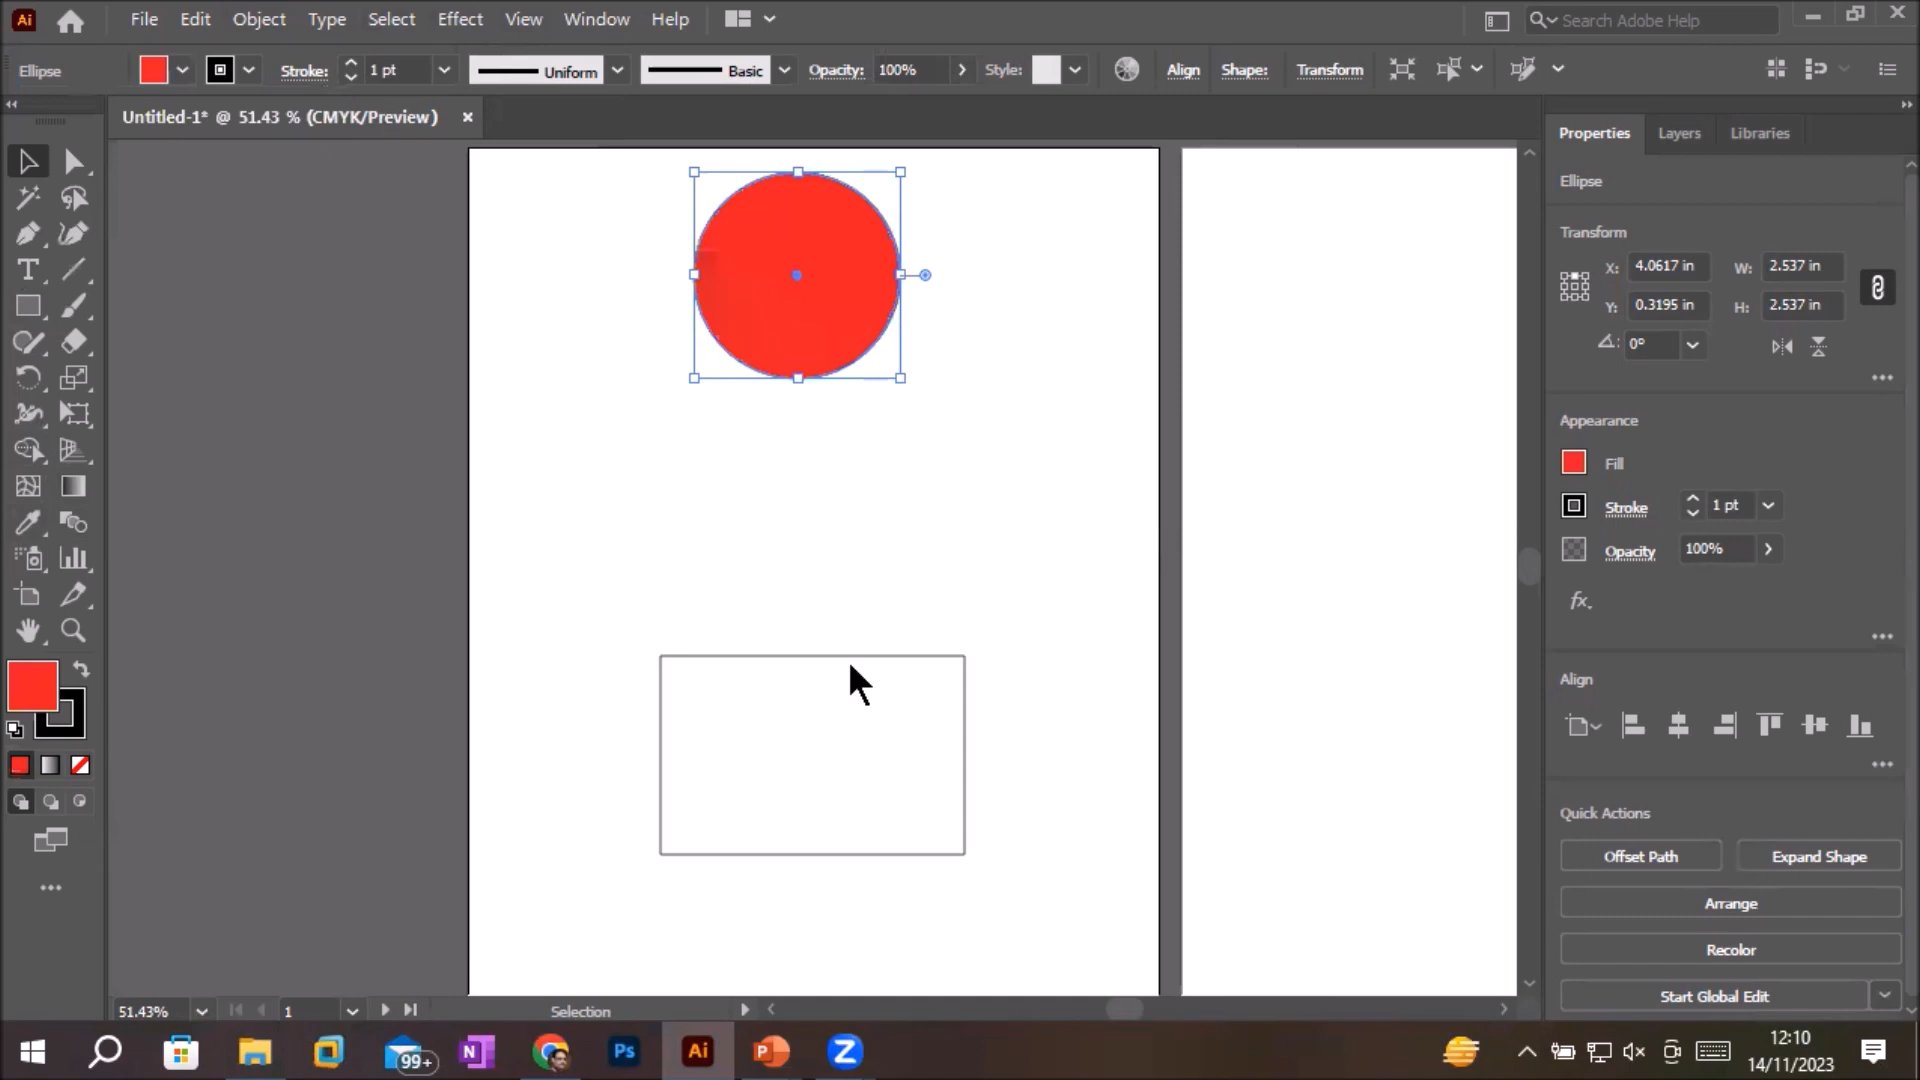 Ai File Edit Object Type Select Effect View Window Help Search Adobe Help
Ellipse Stroke: 1 pt Uniform Basic Opacity: 100% Style: Align Shape: Transform
Untitled-1* @ 51.43 % (CMYK/Preview) ×
Properties Layers Libraries
Ellipse
Transform
X: 4.0617 in W: 2.537 in
Y: 0.3195 in H: 2.537 in
0°
Appearance
Fill
Stroke 1 pt
Opacity 100%
fx.
Align
Quick Actions
Offset Path Expand Shape
Arrange
Recolor
Start Global Edit
51.43% 1 Selection
99+ N Ps Ai P Z
12:10
14/11/2023